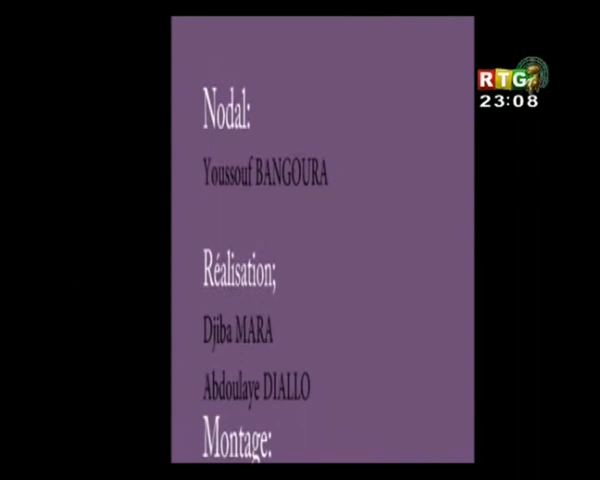 RTG
23:08
Nodal:
Youssouf BANGOURA
Réalisation;
Djiba MARA
Abdoulaye DIALLO
Montage: